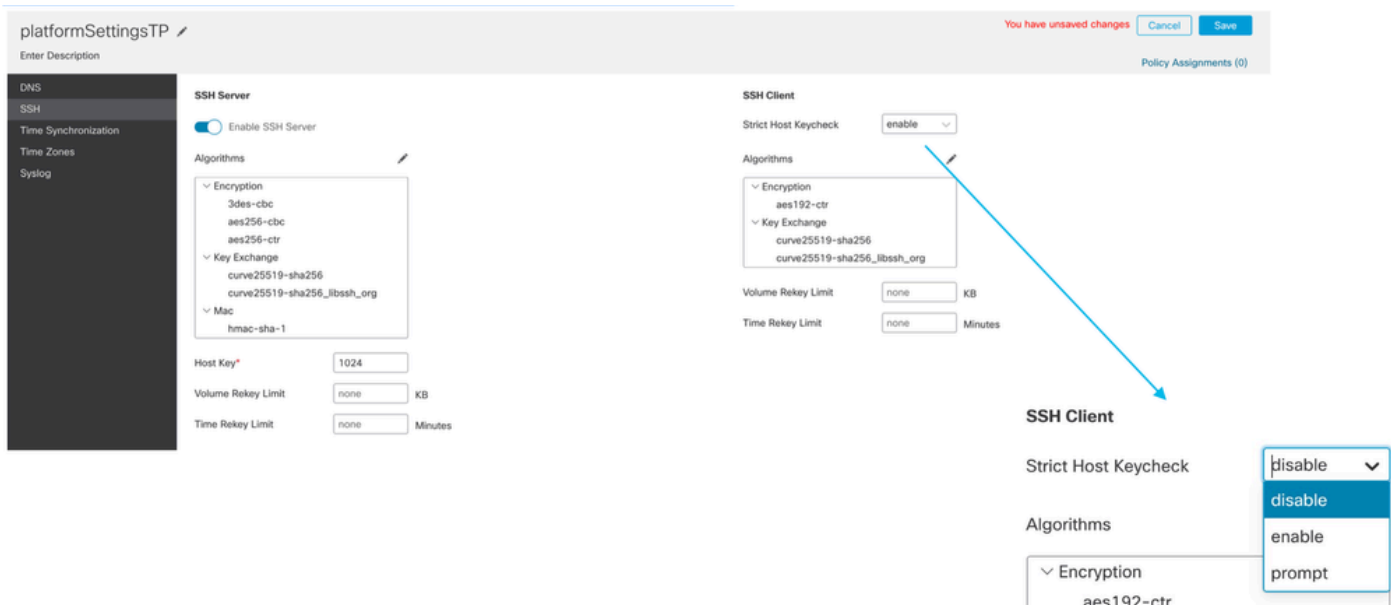 platformSettingsTP
You have unsaved changes Cancel Save
Enter Description
Policy Assignments (0)
DNS
SSH
Time Synchronization
Time Zones
Syslog
SSH Server
Enable SSH Server
Algorithms
Encryption
3des-cbc
aes256-cbc
aes256-ctr
Key Exchange
curve25519-sha256
curve25519-sha256_libssh_org
Mac
hmac-sha-1
Host Key* 1024
Volume Rekey Limit none KB
Time Rekey Limit none Minutes
SSH Client
Strict Host Keycheck enable
Algorithms
Encryption
aes192-ctr
Key Exchange
curve25519-sha256
curve25519-sha256_libssh_org
Volume Rekey Limit none KB
Time Rekey Limit none Minutes
SSH Client
Strict Host Keycheck disable
disable
enable
prompt
Algorithms
Encryption
aes192-ctr